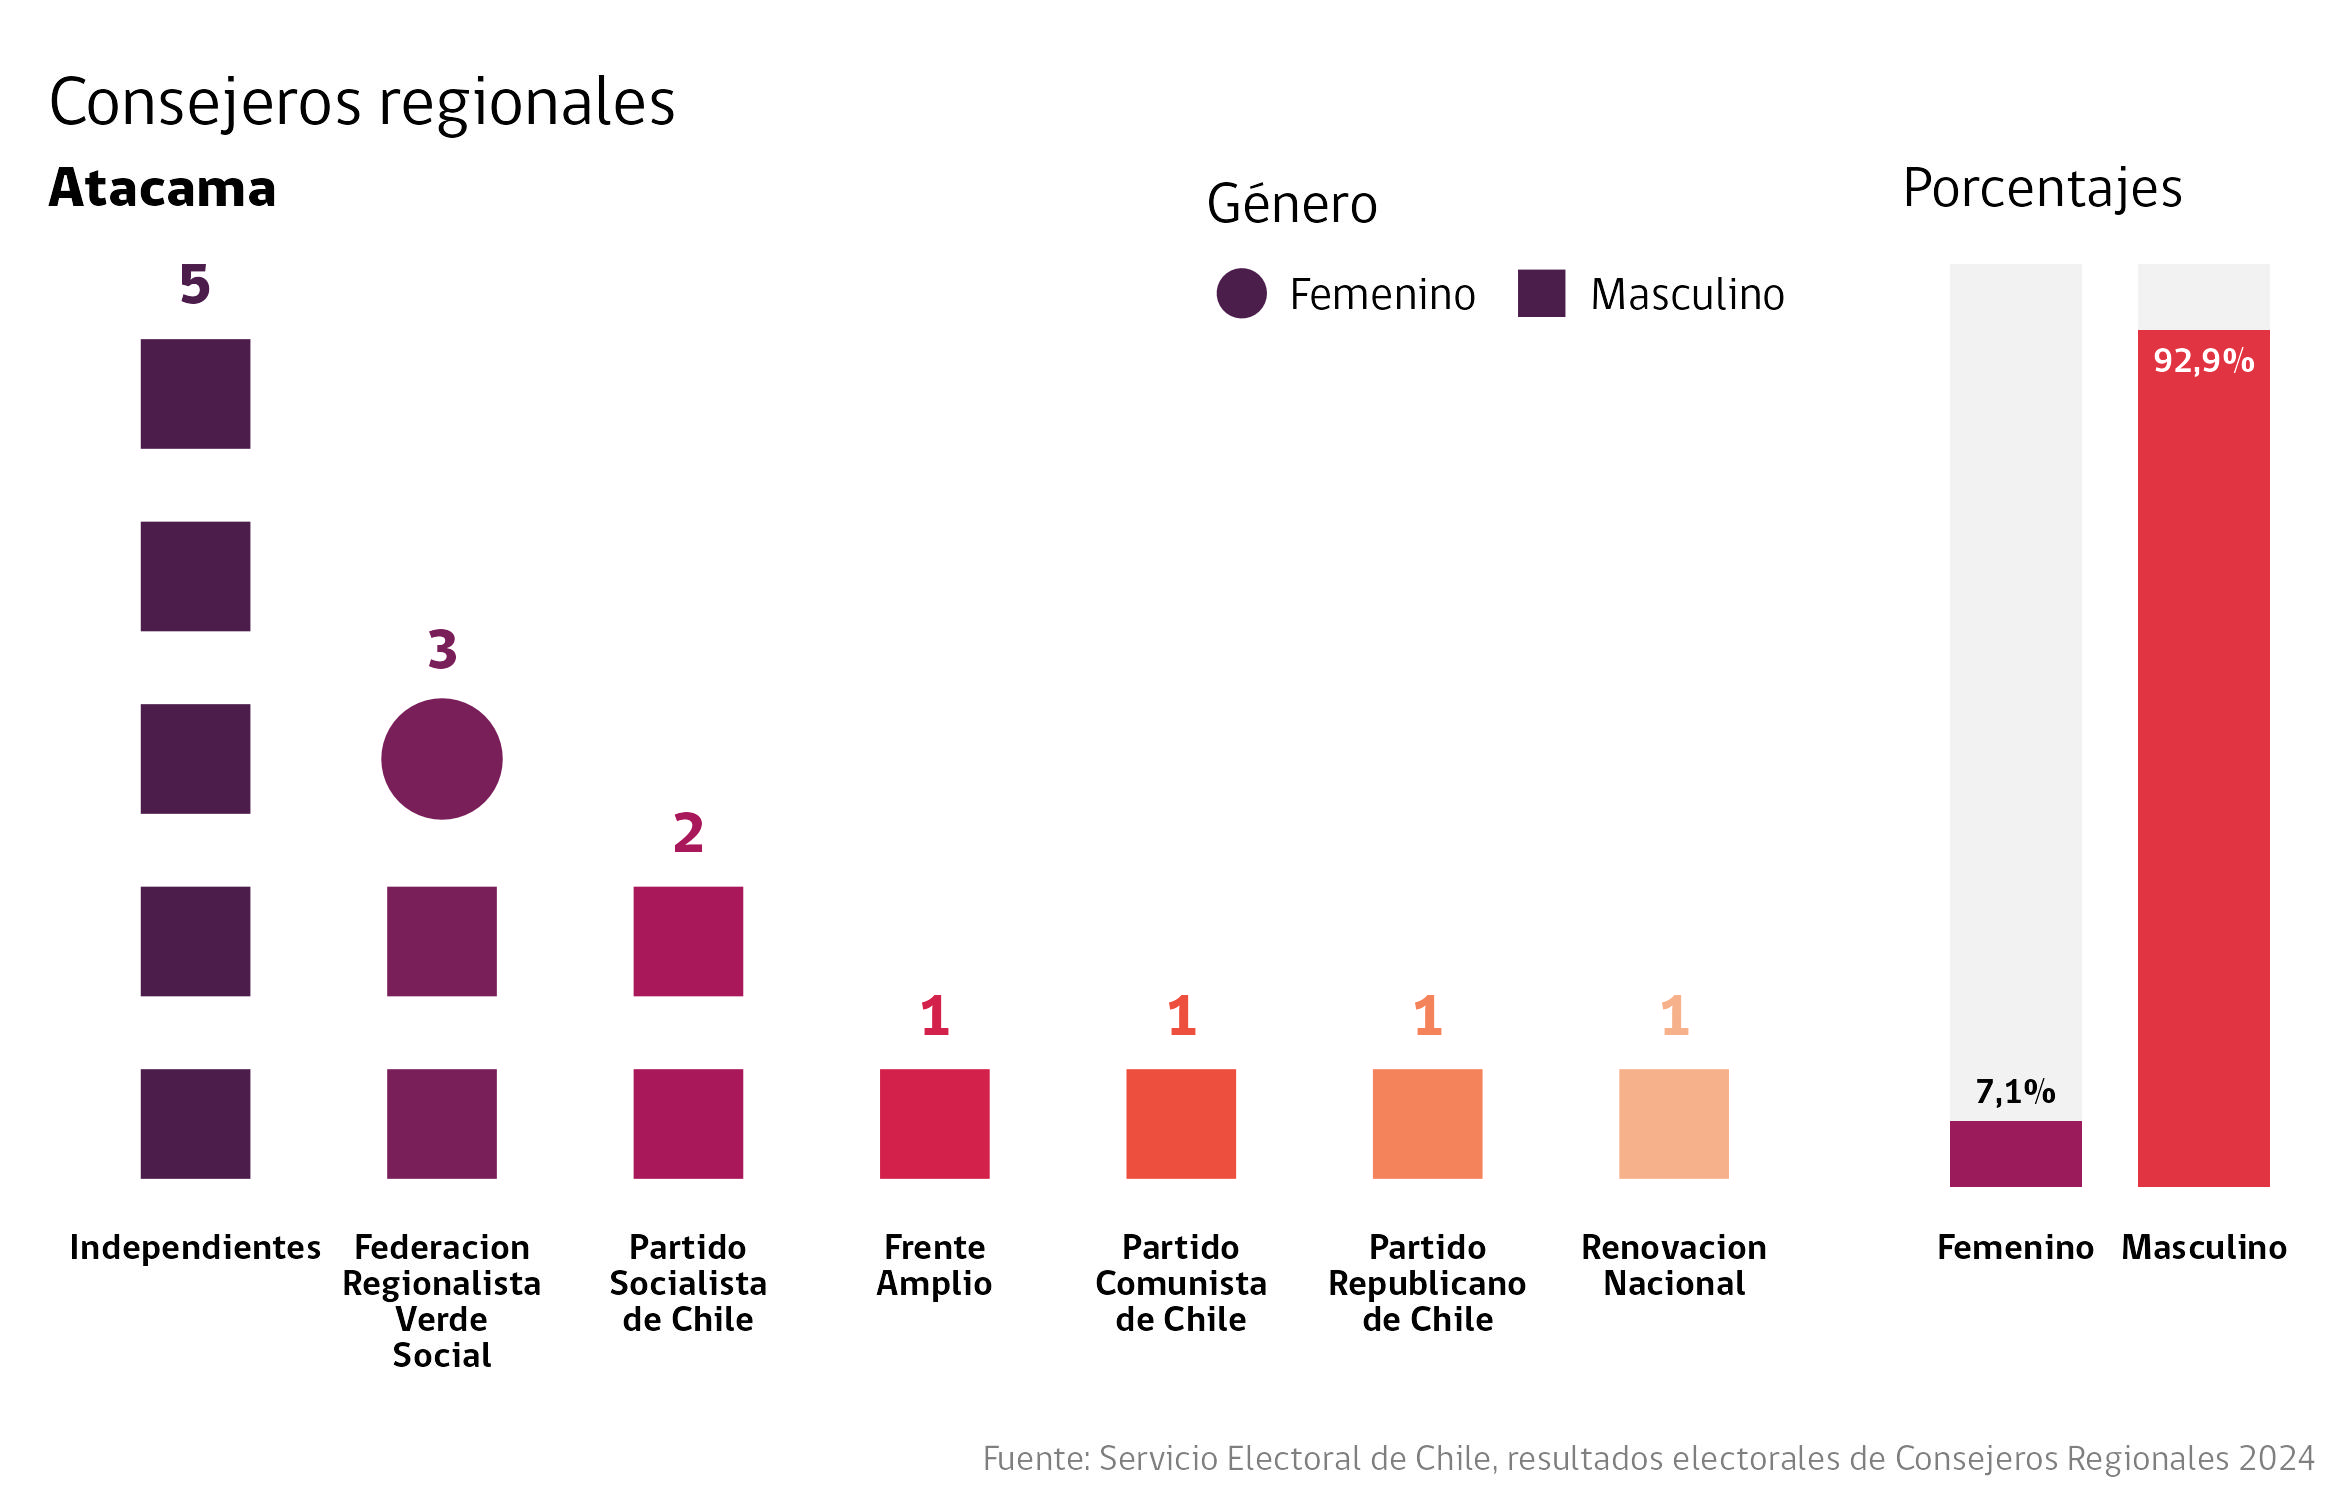 Consejeros regionales
Atacama
Género
Femenino
Masculino
Porcentajes
5
3
2
1
1
1
1
92,9%
7,1%
Independientes
Federacion
Regionalista
Verde
Social
Partido
Socialista
de Chile
Frente
Amplio
Partido
Comunista
de Chile
Partido
Republicano
de Chile
Renovacion
Nacional
Femenino
Masculino
Fuente: Servicio Electoral de Chile, resultados electorales de Consejeros Regionales 2024